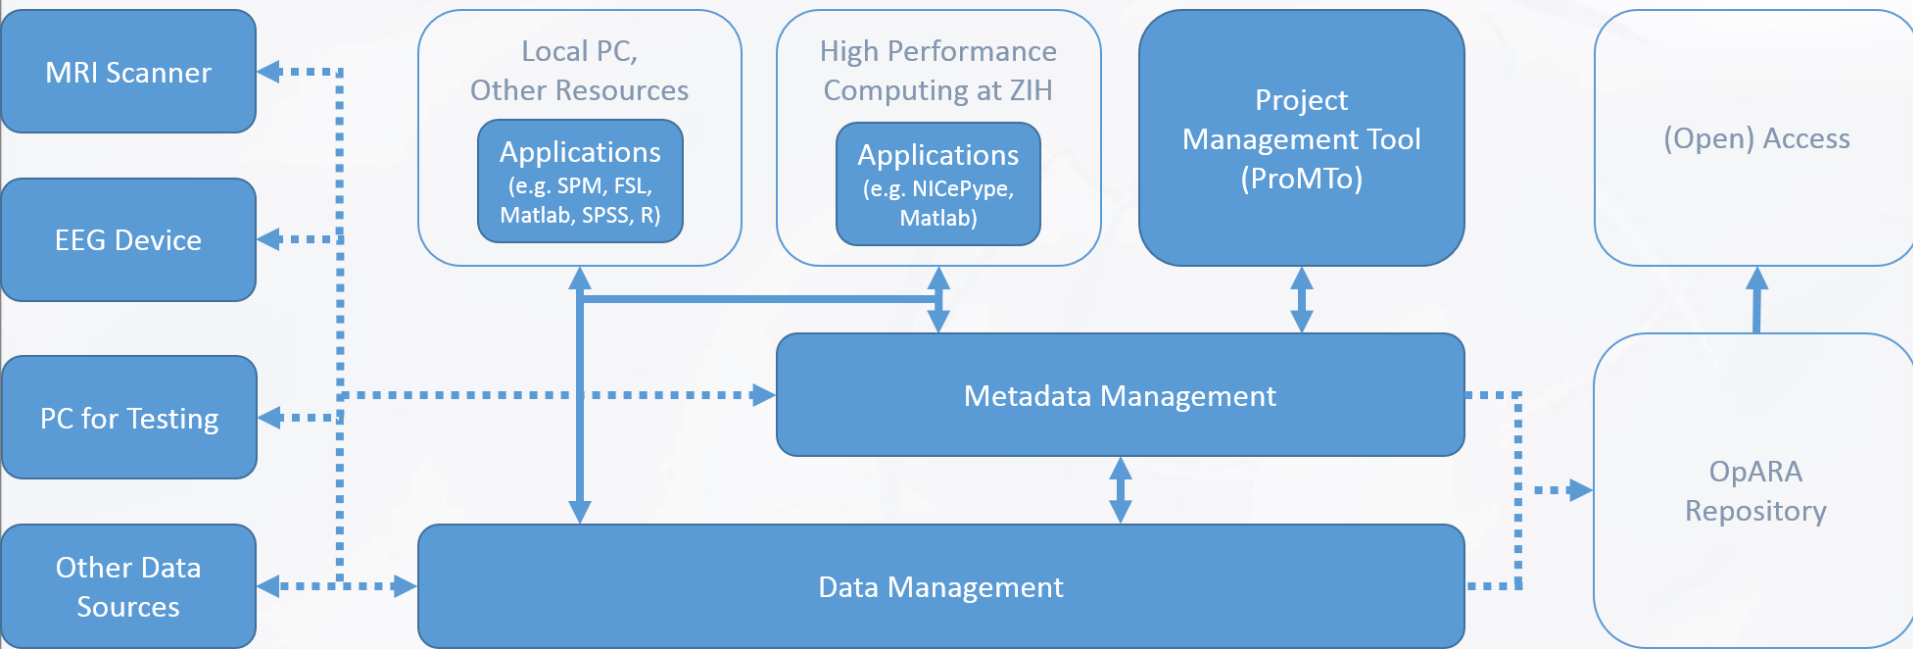 MRI Scanner
EEG Device
PC for Testing
Other Data
Sources
Local PC,
Other Resources
Applications
(e.g. SPM, FSL,
Matlab, SPSS, R)
High Performance
Computing at ZIH
Applications
(e.g. NICePype,
Matlab)
Project
Management Tool
(ProMTo)
(Open) Access
Metadata Management
Data Management
OpARA
Repository